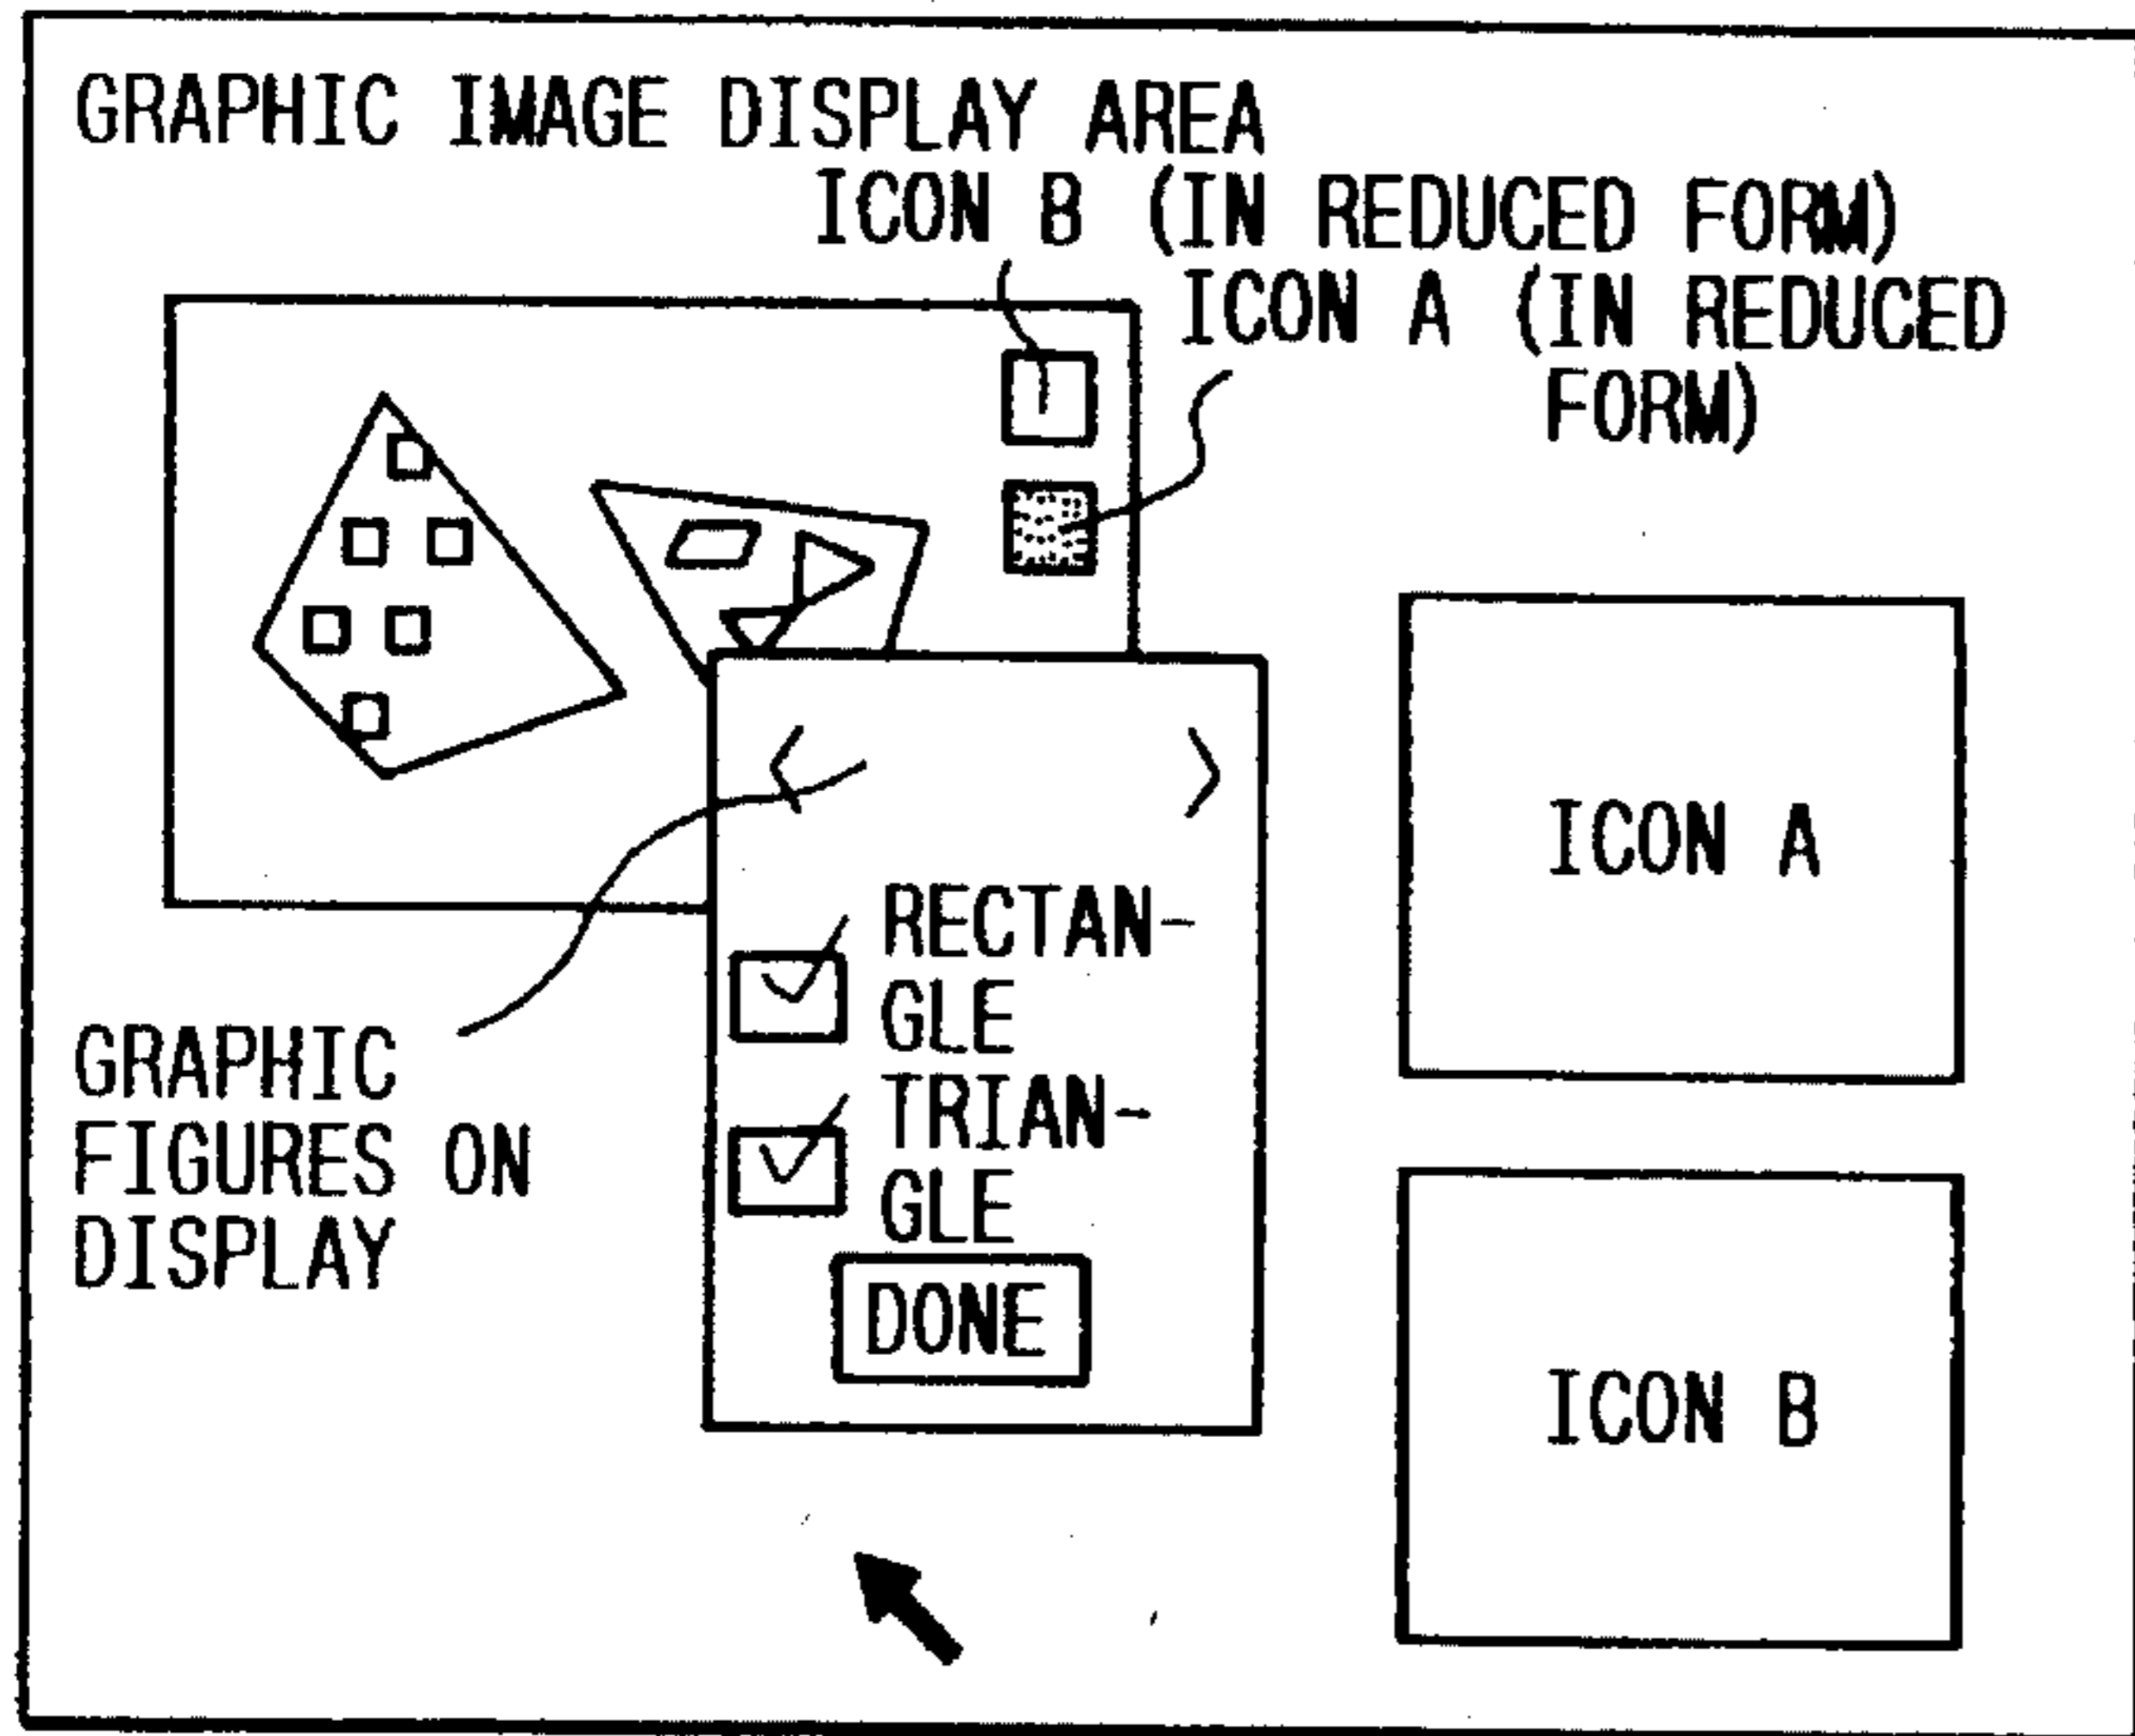 GRAPHIC IMAGE DISPLAY AREA
ICON B (IN REDUCED FORM)
ICON A (IN REDUCED
FORM)
< >
RECTAN-
GLE
TRIAN-
GLE
DONE
GRAPHIC
FIGURES ON
DISPLAY
ICON A
ICON B